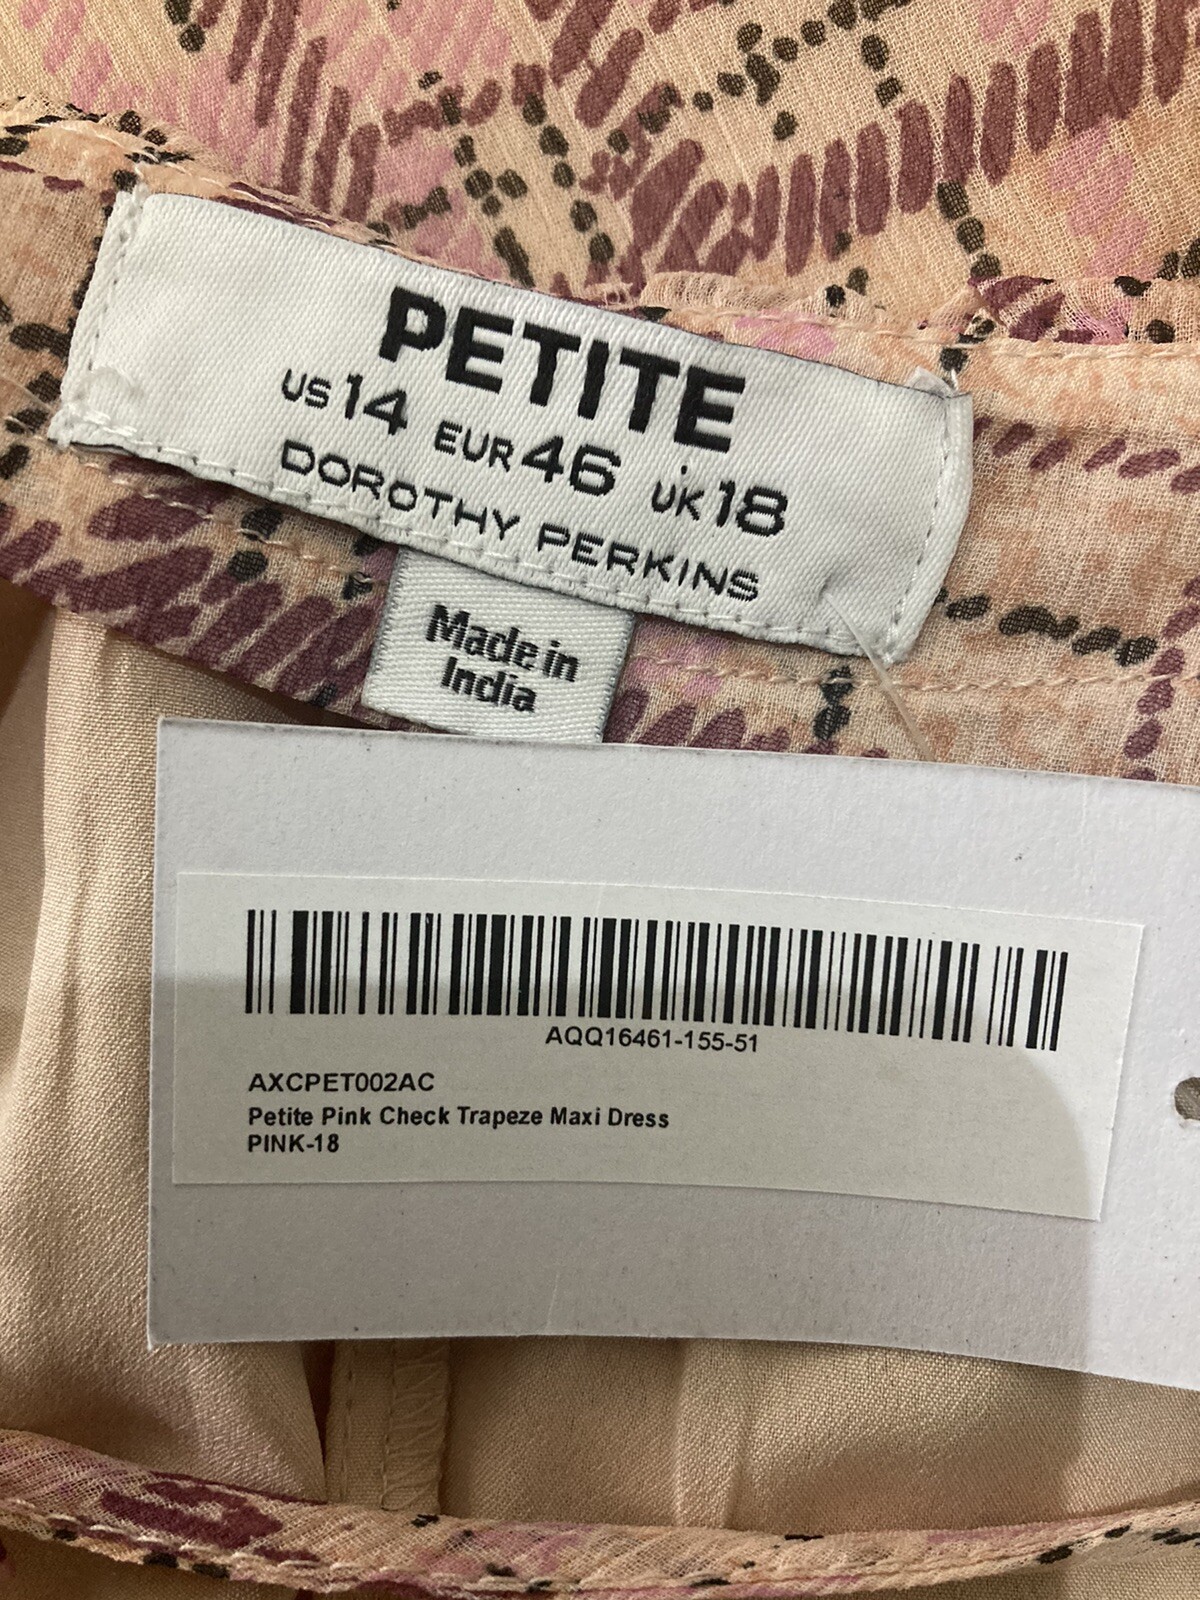 PETITE
US 14 EUR 46 UK 18
DOROTHY PERKINS
Made in
India
AQQ16461-155-51
AXCPET002AC
Petite Pink Check Trapeze Maxi Dress
PINK-18